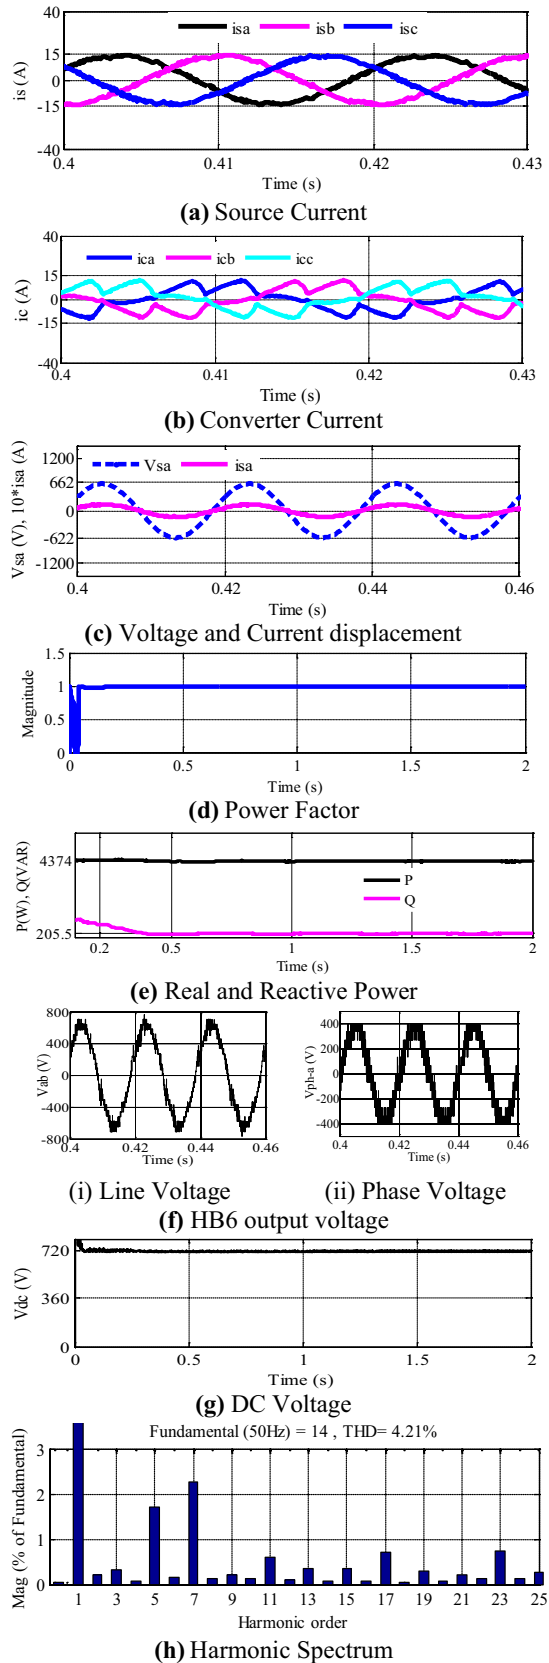 isa isb isc
40
15
0
-15
-40
is (A)
0.4 0.41 0.42 0.43
Time (s)
(a) Source Current
ica icb icc
40
15
0
-15
-40
ic (A)
0.4 0.41 0.42 0.43
Time (s)
(b) Converter Current
Vsa isa
1200
662
0
-622
-1200
Vsa (V), 10*isa (A)
0.4 0.42 0.44 0.46
Time (s)
(c) Voltage and Current displacement
1.5
1
0.5
0
Magnitude
0 0.5 1 1.5 2
Time (s)
(d) Power Factor
4374
205.5
P(W), Q(VAR)
P
Q
0.2 0.5 1 1.5 2
Time (s)
(e) Real and Reactive Power
800
400
0
-400
-800
Vab (V)
0.4 0.42 0.44 0.46
Time (s)
400
200
0
-200
-400
Vph-a (V)
0.4 0.42 0.44 0.46
Time (s)
(i) Line Voltage (ii) Phase Voltage
(f) HB6 output voltage
720
360
0
Vdc (V)
0 0.5 1 1.5 2
Time (s)
(g) DC Voltage
Fundamental (50Hz) = 14 , THD= 4.21%
3
2
1
0
Mag (% of Fundamental)
1 3 5 7 9 11 13 15 17 19 21 23 25
Harmonic order
(h) Harmonic Spectrum